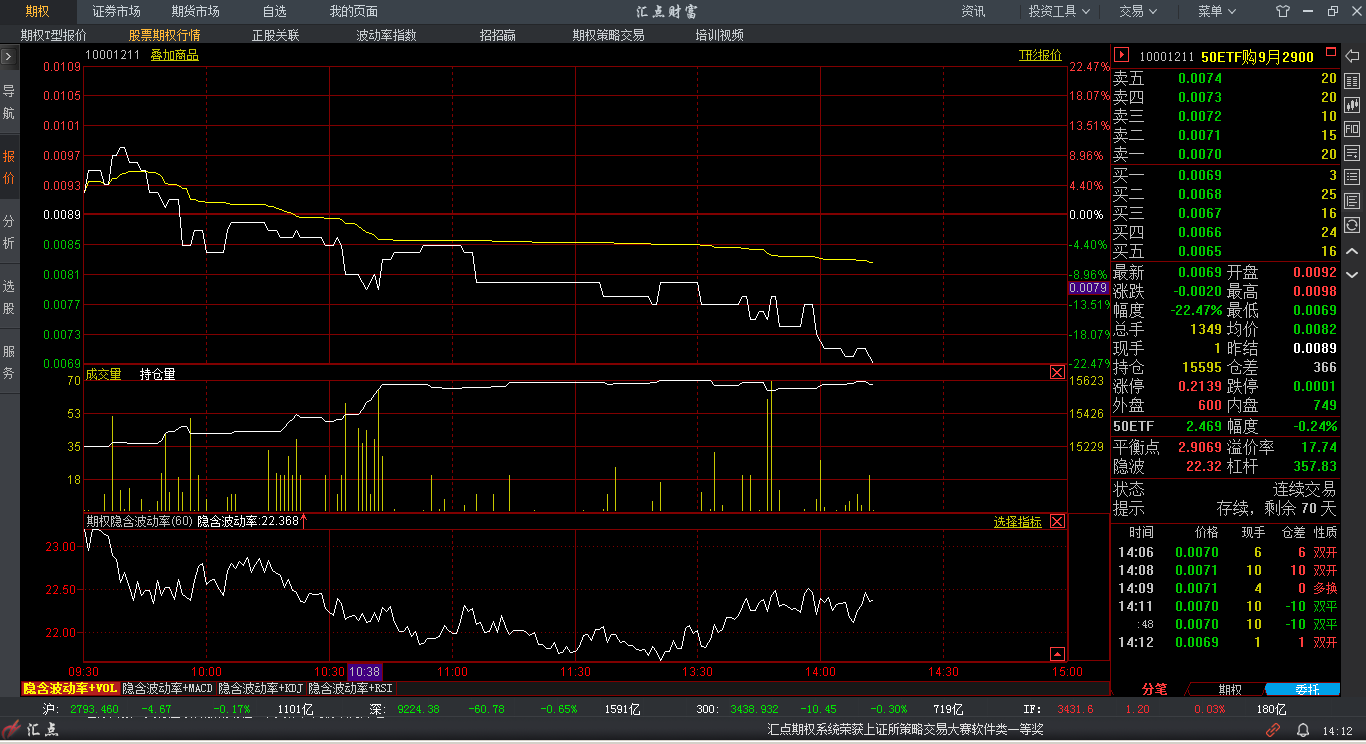 期权 证券市场 期货市场 自选 我的页面 汇点财富 资讯 投资工具 交易 菜单
期权T型报价 股票期权行情 正股关联 波动率指数 招招赢 期权策略交易 培训视频
10001211 叠加商品 T形报价
导航
报价
分析
选股
服务
0.0109 22.47%
0.0105 18.07%
0.0101 13.51%
0.0097 8.96%
0.0093 4.40%
0.0089 0.00%
0.0085 -4.40%
0.0081 -8.96%
0.0079
0.0077 -13.51%
0.0073 -18.07%
0.0069 -22.47%
成交量 持仓量
70 15623
53 15426
35 15229
18
期权隐含波动率(60) 隐含波动率:22.368↑ 选择指标
23.00
22.50
22.00
09:30 10:00 10:30 10:38 11:00 11:30 13:30 14:00 14:30 15:00
隐含波动率+VOL 隐含波动率+MACD 隐含波动率+KDJ 隐含波动率+RSI
10001211 50ETF购9月2900
卖五 0.0074 20
卖四 0.0073 20
卖三 0.0072 10
卖二 0.0071 15
卖一 0.0070 20
买一 0.0069 3
买二 0.0068 25
买三 0.0067 16
买四 0.0066 24
买五 0.0065 16
最新 0.0069 开盘 0.0092
涨跌 -0.0020 最高 0.0098
幅度 -22.47% 最低 0.0069
总手 1349 均价 0.0082
现手 1 昨结 0.0089
持仓 15595 仓差 366
涨停 0.2139 跌停 0.0001
外盘 600 内盘 749
50ETF 2.469 幅度 -0.24%
平衡点 2.9069 溢价率 17.74
隐波 22.32 杠杆 357.83
状态 连续交易
提示 存续，剩余 70 天
时间 价格 现手 仓差 性质
14:06 0.0070 6 6 双开
14:08 0.0071 10 10 双开
14:09 0.0071 4 0 多换
14:11 0.0070 10 -10 双平
:48 0.0070 10 -10 双平
14:12 0.0069 1 1 双开
分笔 期权 委托
FIO
沪: 2793.460 -4.67 -0.17% 1101亿 深: 9224.38 -60.78 -0.65% 1591亿 300: 3438.932 -10.45 -0.30% 719亿 IF: 3431.6 1.20 0.03% 180亿
汇点 汇点期权系统荣获上证所策略交易大赛软件类一等奖 14:12